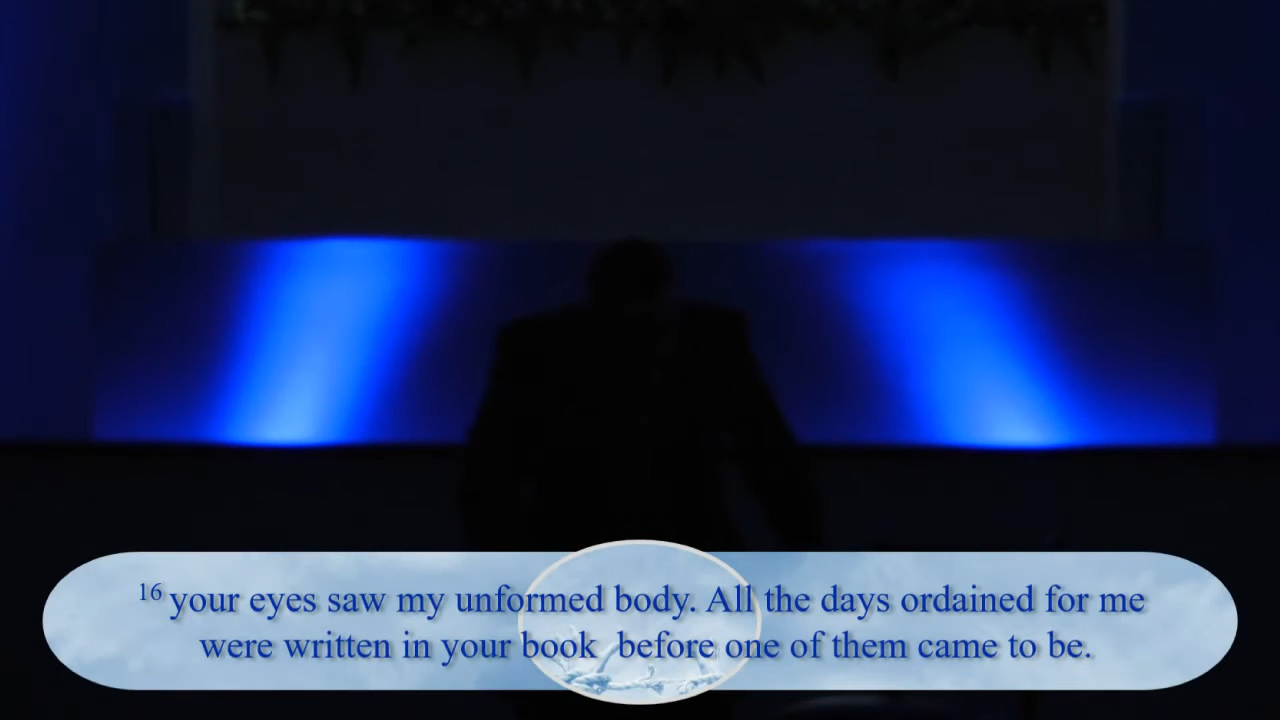 16 your eyes saw my unformed body. All the days ordained for me
were written in your book  before one of them came to be.